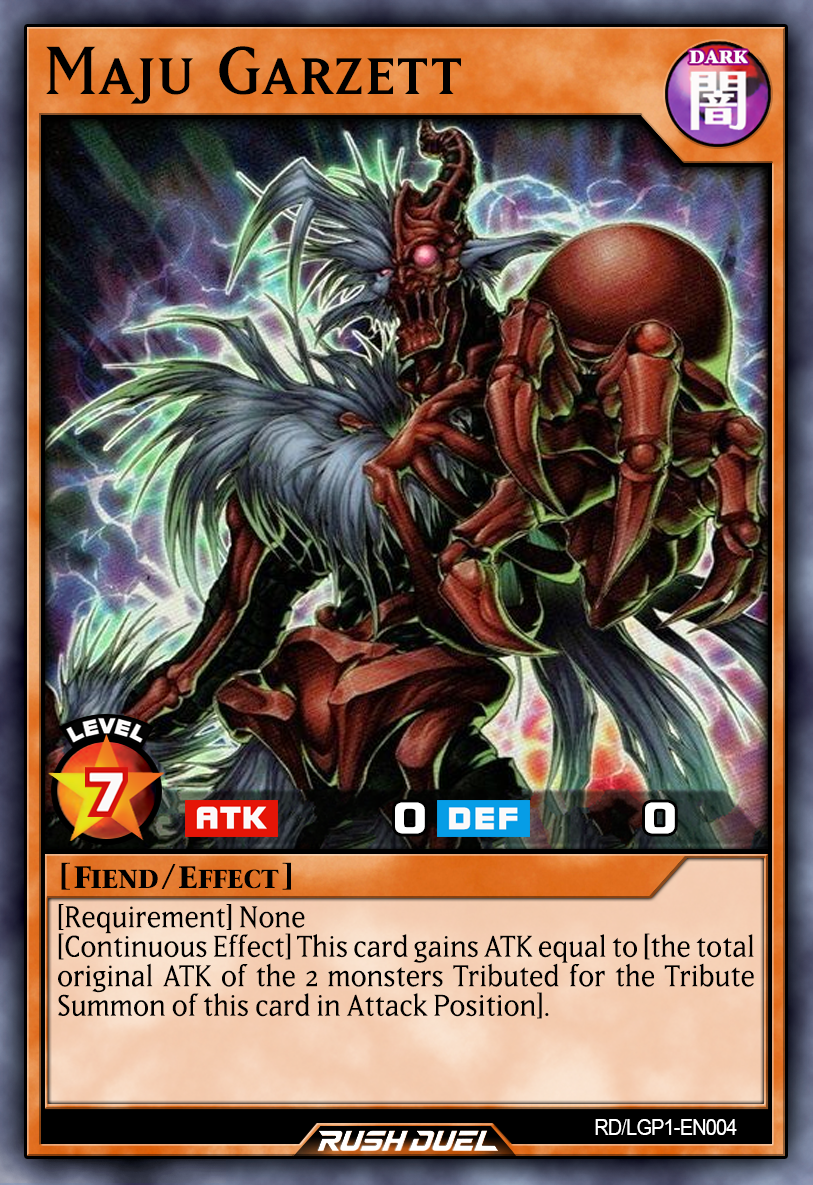 Maju Garzett
DARK
闇
LEVEL
7
ATK 0 DEF 0
[Fiend/Effect]
[Requirement] None
[Continuous Effect] This card gains ATK equal to [the total
original ATK of the 2 monsters Tributed for the Tribute
Summon of this card in Attack Position].
RUSH DUEL
RD/LGP1-EN004